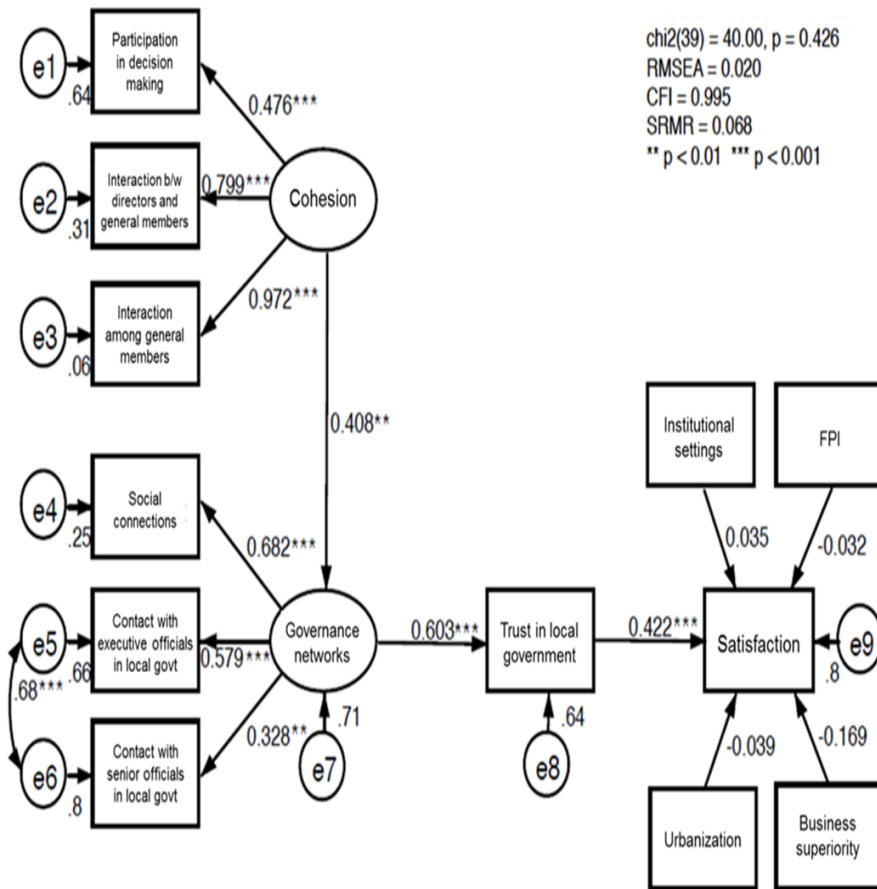 chi2(39) = 40.00, p = 0.426
RMSEA = 0.020
CFI = 0.995
SRMR = 0.068
** p < 0.01 *** p < 0.001
e1
.64
Participation
in decision
making
0.476***
e2
.31
Interaction b/w
directors and
general members
0.799***
Cohesion
e3
.06
Interaction
among general
members
0.972***
0.408**
e4
.25
Social
connections
0.682***
e5
.66
Contact with
executive officials
in local govt
0.579***
.68***
e6
.8
Contact with
senior officials
in local govt
0.328**
Governance
networks
.71
e7
0.603***
Trust in local
government
.64
e8
0.422***
Institutional
settings
0.035
FPI
-0.032
Satisfaction
e9
.8
-0.039
-0.169
Urbanization
Business
superiority